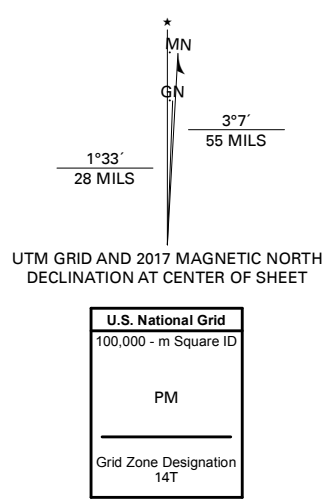 ★
MN
GN
3°7´
55 MILS
1°33´
28 MILS
UTM GRID AND 2017 MAGNETIC NORTH
DECLINATION AT CENTER OF SHEET
U.S. National Grid
100,000 - m Square ID
PM
Grid Zone Designation
14T